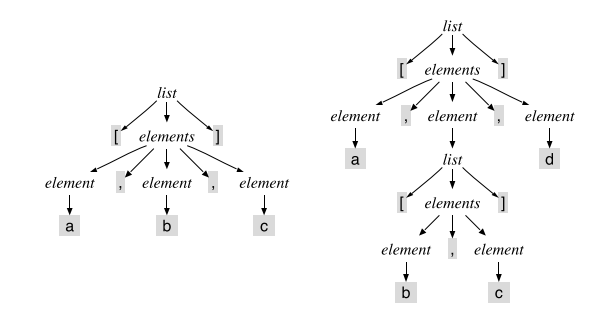 list
[ elements ]
element , element , element
a b c
list
[ elements ]
element , element , element
a d
list
[ elements ]
element , element
b c